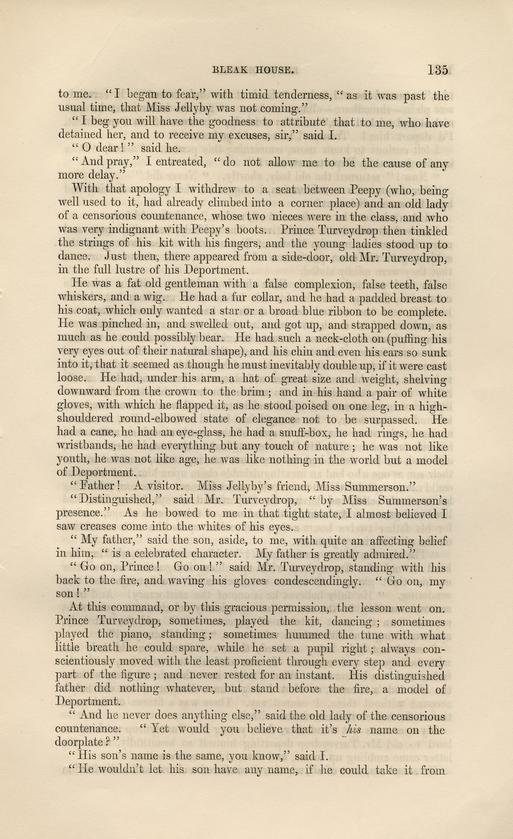 BLEAK HOUSE. 135
to me. “I began to fear,” with timid tenderness, “as it was past the
usual time, that Miss Jellyby was not coming.”
“I beg you will have the goodness to attribute that to me, who have
detained her, and to receive my excuses, sir,” said I.
“O dear!” said he.
“And pray,” I entreated, “do not allow me to be the cause of any
more delay.”
With that apology I withdrew to a seat between Peepy (who, being
well used to it, had already climbed into a corner place) and an old lady
of a censorious countenance, whose two nieces were in the class, and who
was very indignant with Peepy’s boots. Prince Turveydrop then tinkled
the strings of his kit with his fingers, and the young ladies stood up to
dance. Just then, there appeared from a side-door, old Mr. Turveydrop,
in the full lustre of his Deportment.
He was a fat old gentleman with a false complexion, false teeth, false
whiskers, and a wig. He had a fur collar, and he had a padded breast to
his coat, which only wanted a star or a broad blue ribbon to be complete.
He was pinched in, and swelled out, and got up, and strapped down, as
much as he could possibly bear. He had such a neck-cloth on (puffing his
very eyes out of their natural shape), and his chin and even his ears so sunk
into it, that it seemed as though he must inevitably double up, if it were cast
loose. He had, under his arm, a hat of great size and weight, shelving
downward from the crown to the brim; and in his hand a pair of white
gloves, with which he flapped it, as he stood poised on one leg, in a high-
shouldered round-elbowed state of elegance not to be surpassed. He
had a cane, he had an eye-glass, he had a snuff-box, he had rings, he had
wristbands, he had everything but any touch of nature; he was not like
youth, he was not like age, he was like nothing in the world but a model
of Deportment.
“Father! A visitor. Miss Jellyby’s friend, Miss Summerson.”
“Distinguished,” said Mr. Turveydrop, “by Miss Summerson’s
presence.” As he bowed to me in that tight state, I almost believed I
saw creases come into the whites of his eyes.
“My father,” said the son, aside, to me, with quite an affecting belief
in him, “is a celebrated character. My father is greatly admired.”
“Go on, Prince! Go on!” said Mr. Turveydrop, standing with his
back to the fire, and waving his gloves condescendingly. “Go on, my
son!”
At this command, or by this gracious permission, the lesson went on.
Prince Turveydrop, sometimes, played the kit, dancing; sometimes
played the piano, standing; sometimes hummed the tune with what
little breath he could spare, while he set a pupil right; always con-
scientiously moved with the least proficient through every step and every
part of the figure; and never rested for an instant. His distinguished
father did nothing whatever, but stand before the fire, a model of
Deportment.
“And he never does anything else,” said the old lady of the censorious
countenance. “Yet would you believe that it’s his name on the
doorplate?”
“His son’s name is the same, you know,” said I.
“He wouldn’t let his son have any name, if he could take it from